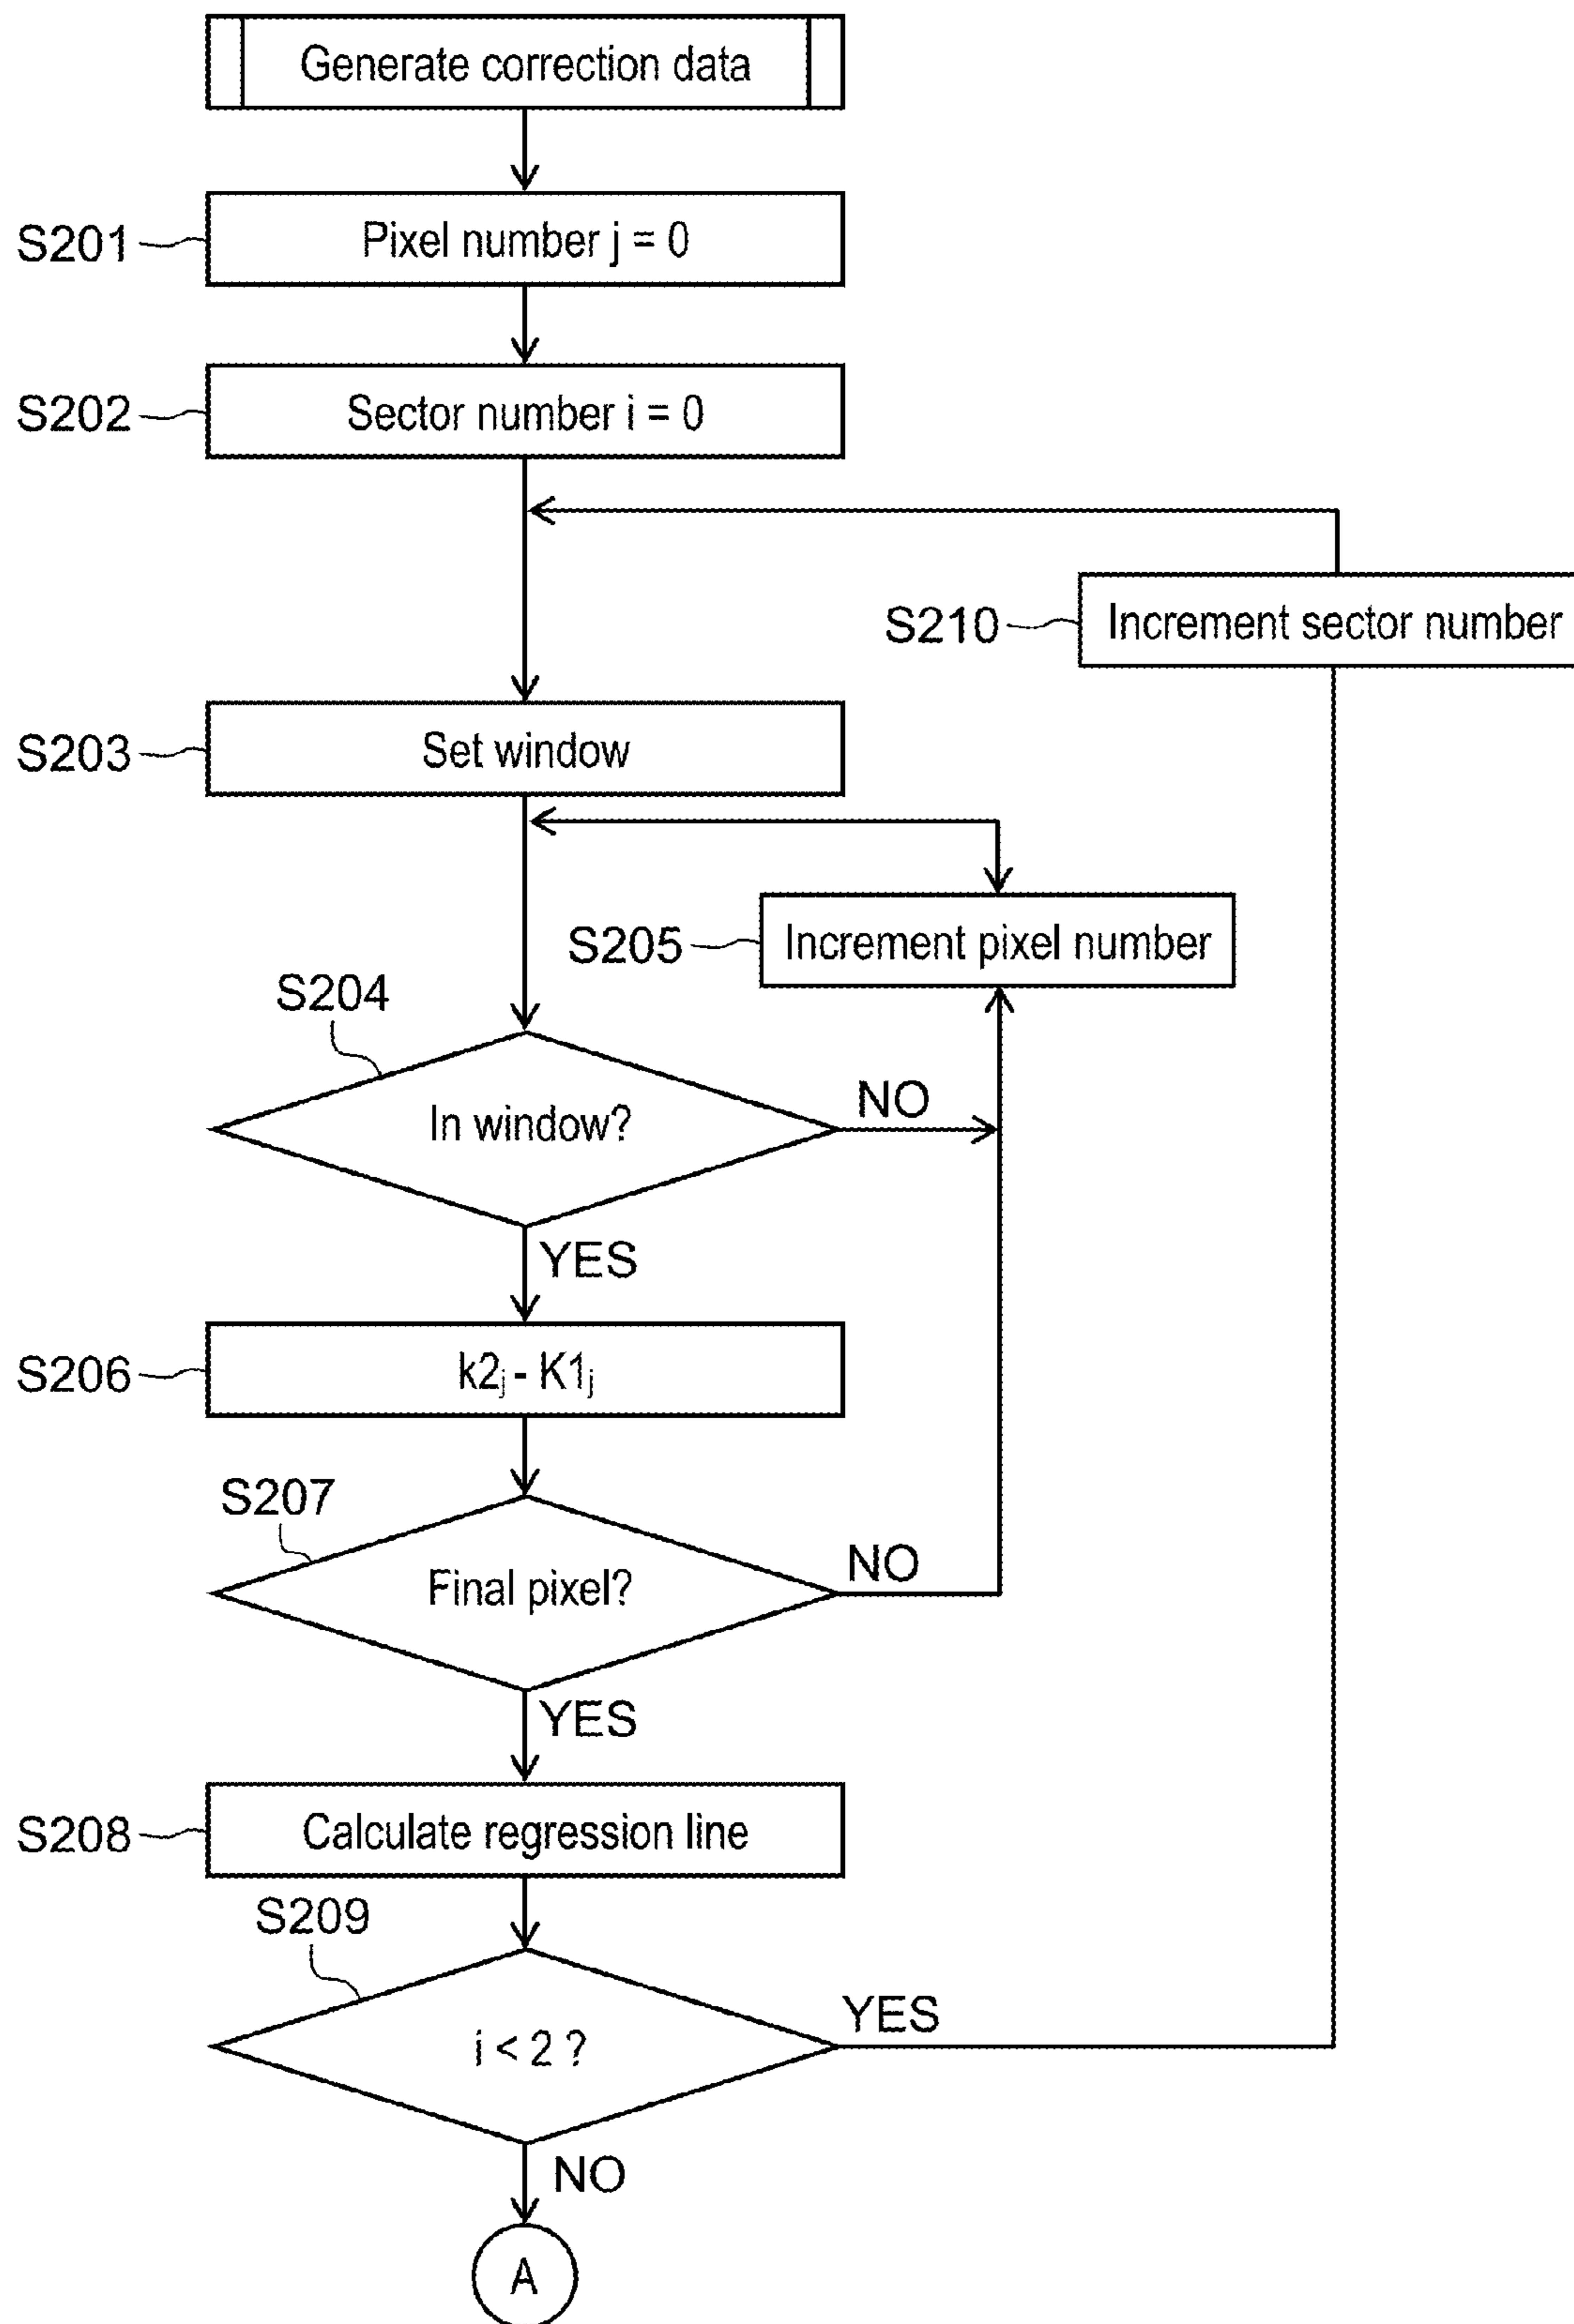 Generate correction data
S201
Pixel number j = 0
S202
Sector number i = 0
S210
Increment sector number
S203
Set window
S205
Increment pixel number
S204
In window?
NO
YES
S206
k2ⱼ - K1ⱼ
S207
Final pixel?
NO
YES
S208
Calculate regression line
S209
i < 2 ?
YES
NO
A